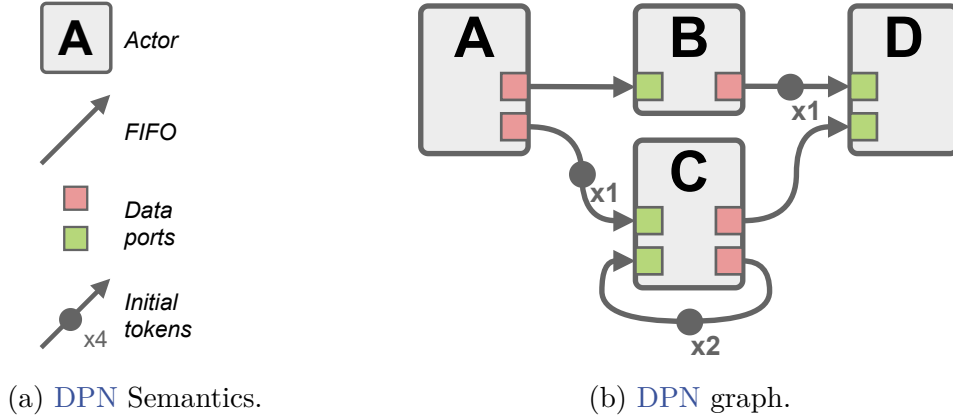 A
Actor
FIFO
Data
ports
Initial
tokens
x4
(a) DPN Semantics.
A
B
D
x1
x1
C
x2
(b) DPN graph.